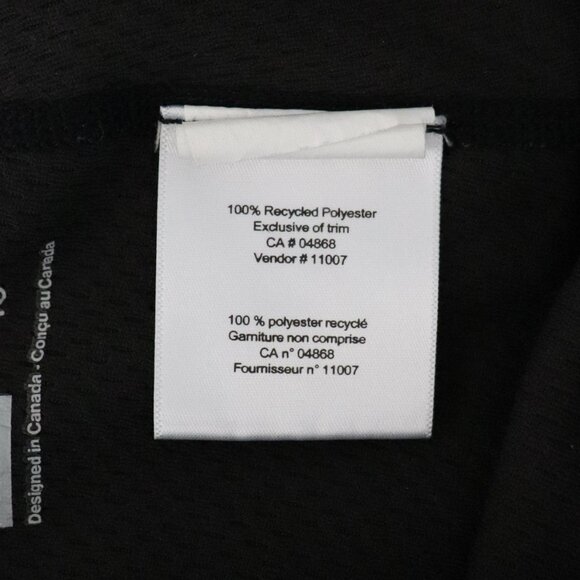 100% Recycled Polyester
Exclusive of trim
CA # 04868
Vendor # 11007
100 % polyester recyclé
Garniture non comprise
CA n° 04868
Fournisseur n° 11007
Designed in Canada - Conçu au Canada